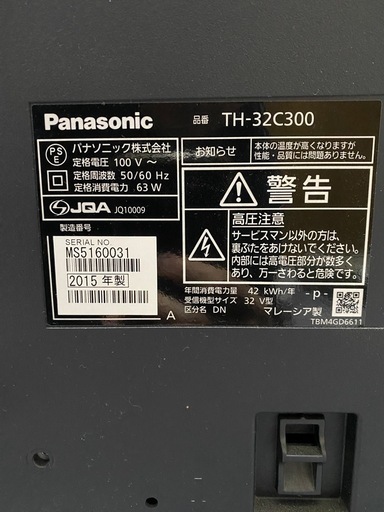 Panasonic
品番 TH-32C300
PS
E
パナソニック株式会社
定格電圧 100 V ～
定格周波数 50/60 Hz
定格消費電力 63 W
JQA JQ10009
製造番号
SERIAL NO
MS5160031
2015 年製
A
お知らせ
本体の温度が高くなりますが
性能・品質には問題ありません。
警告
高圧注意
サービスマン以外の方は、
裏ぶたをあけないでください。
内部には高電圧部分が数多く
あり、万一さわると危険です。
年間消費電力量 42 kWh/年
受信機型サイズ 32 V型
区分名 DN
-p-
マレーシア製
TBM4GD6611